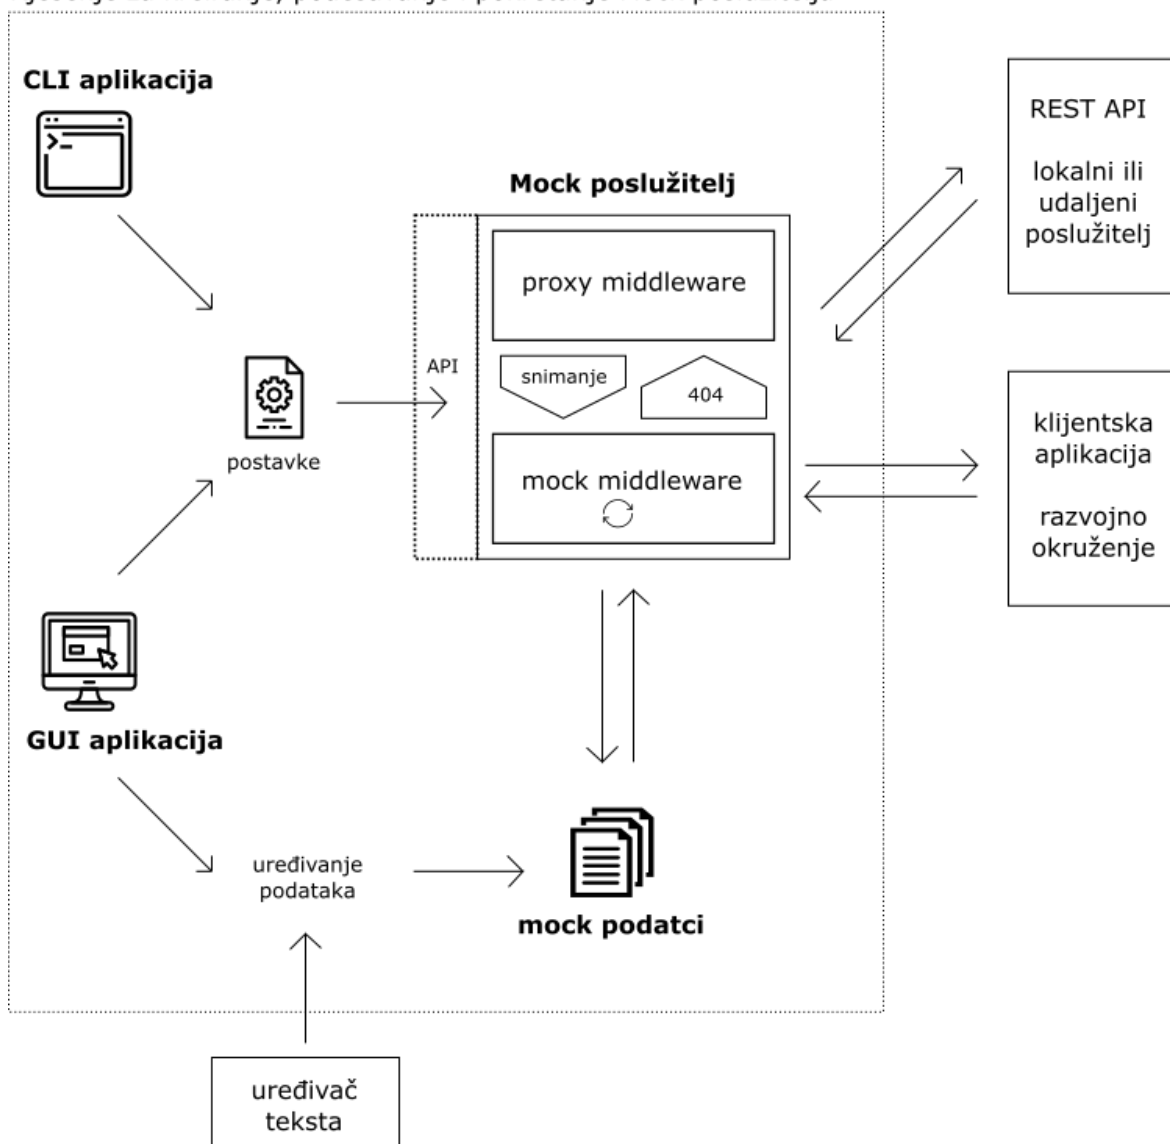 CLI aplikacija
REST API
lokalni ili
udaljeni
poslužitelj
Mock poslužitelj
proxy middleware
API
snimanje
404
postavke
mock middleware
klijentska
aplikacija
razvojno
okruženje
GUI aplikacija
uređivanje
podataka
mock podatci
uređivač
teksta